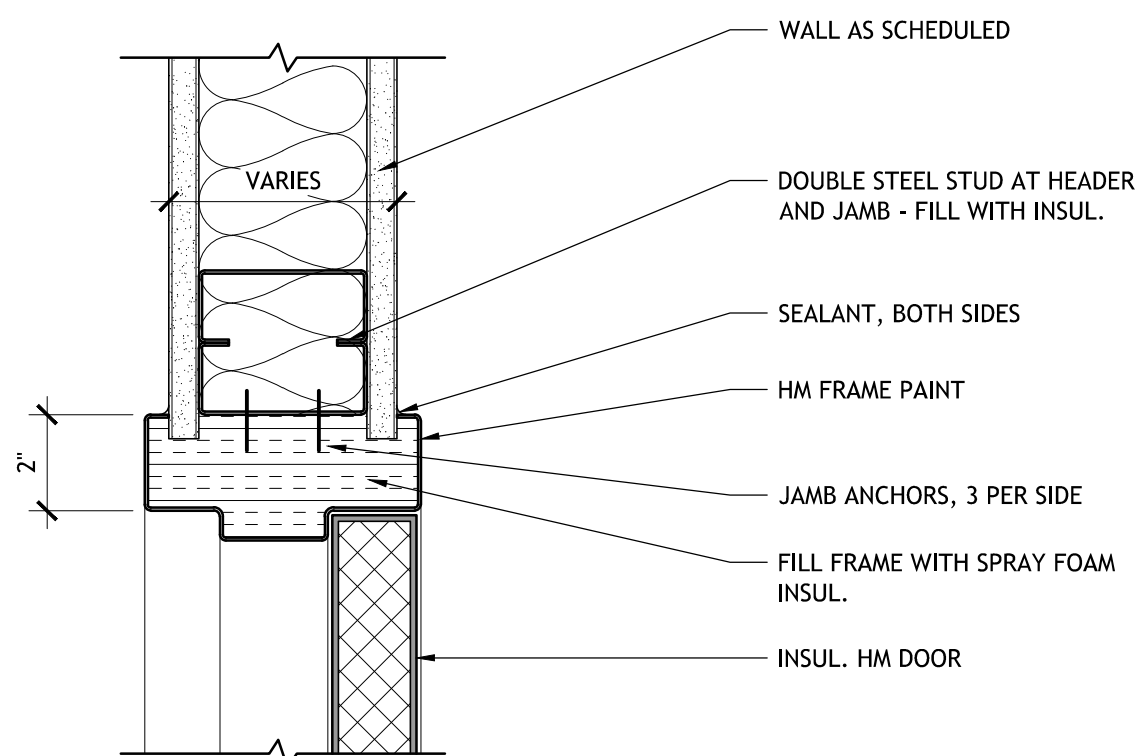 WALL AS SCHEDULED
VARIES
DOUBLE STEEL STUD AT HEADER
AND JAMB - FILL WITH INSUL.
SEALANT, BOTH SIDES
HM FRAME PAINT
2"
JAMB ANCHORS, 3 PER SIDE
FILL FRAME WITH SPRAY FOAM
INSUL.
INSUL. HM DOOR